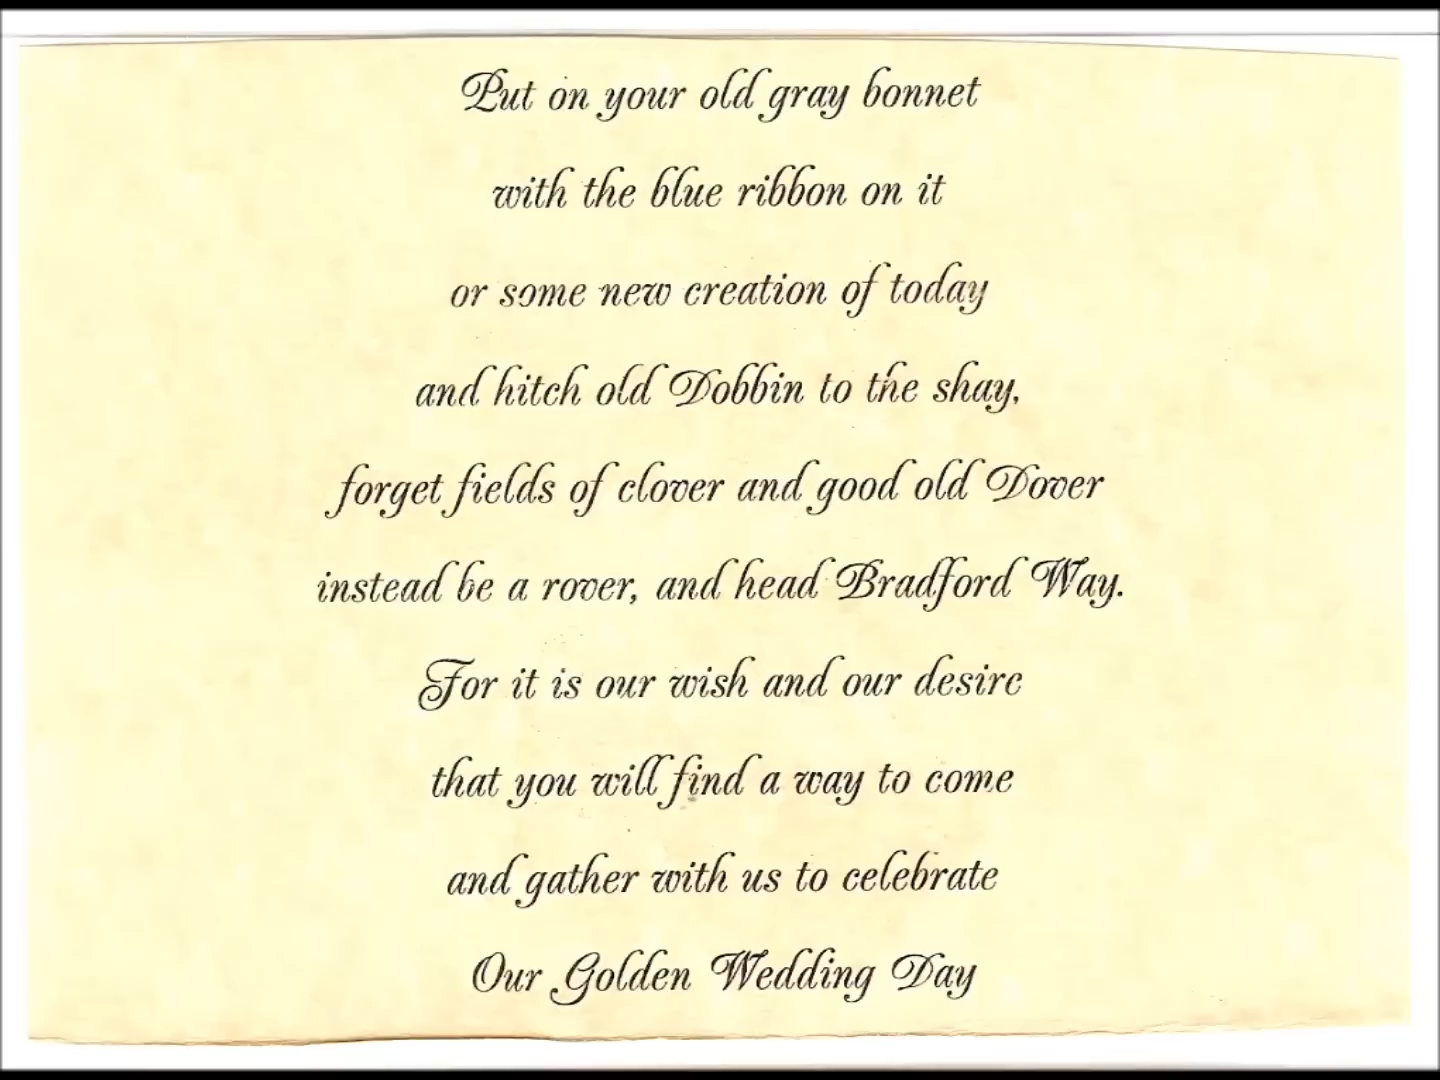 Put on your old gray bonnet
with the blue ribbon on it
or some new creation of today
and hitch old Dobbin to the shay,
forget fields of clover and good old Dover
instead be a rover, and head Bradford Way.
For it is our wish and our desire
that you will find a way to come
and gather with us to celebrate
Our Golden Wedding Day